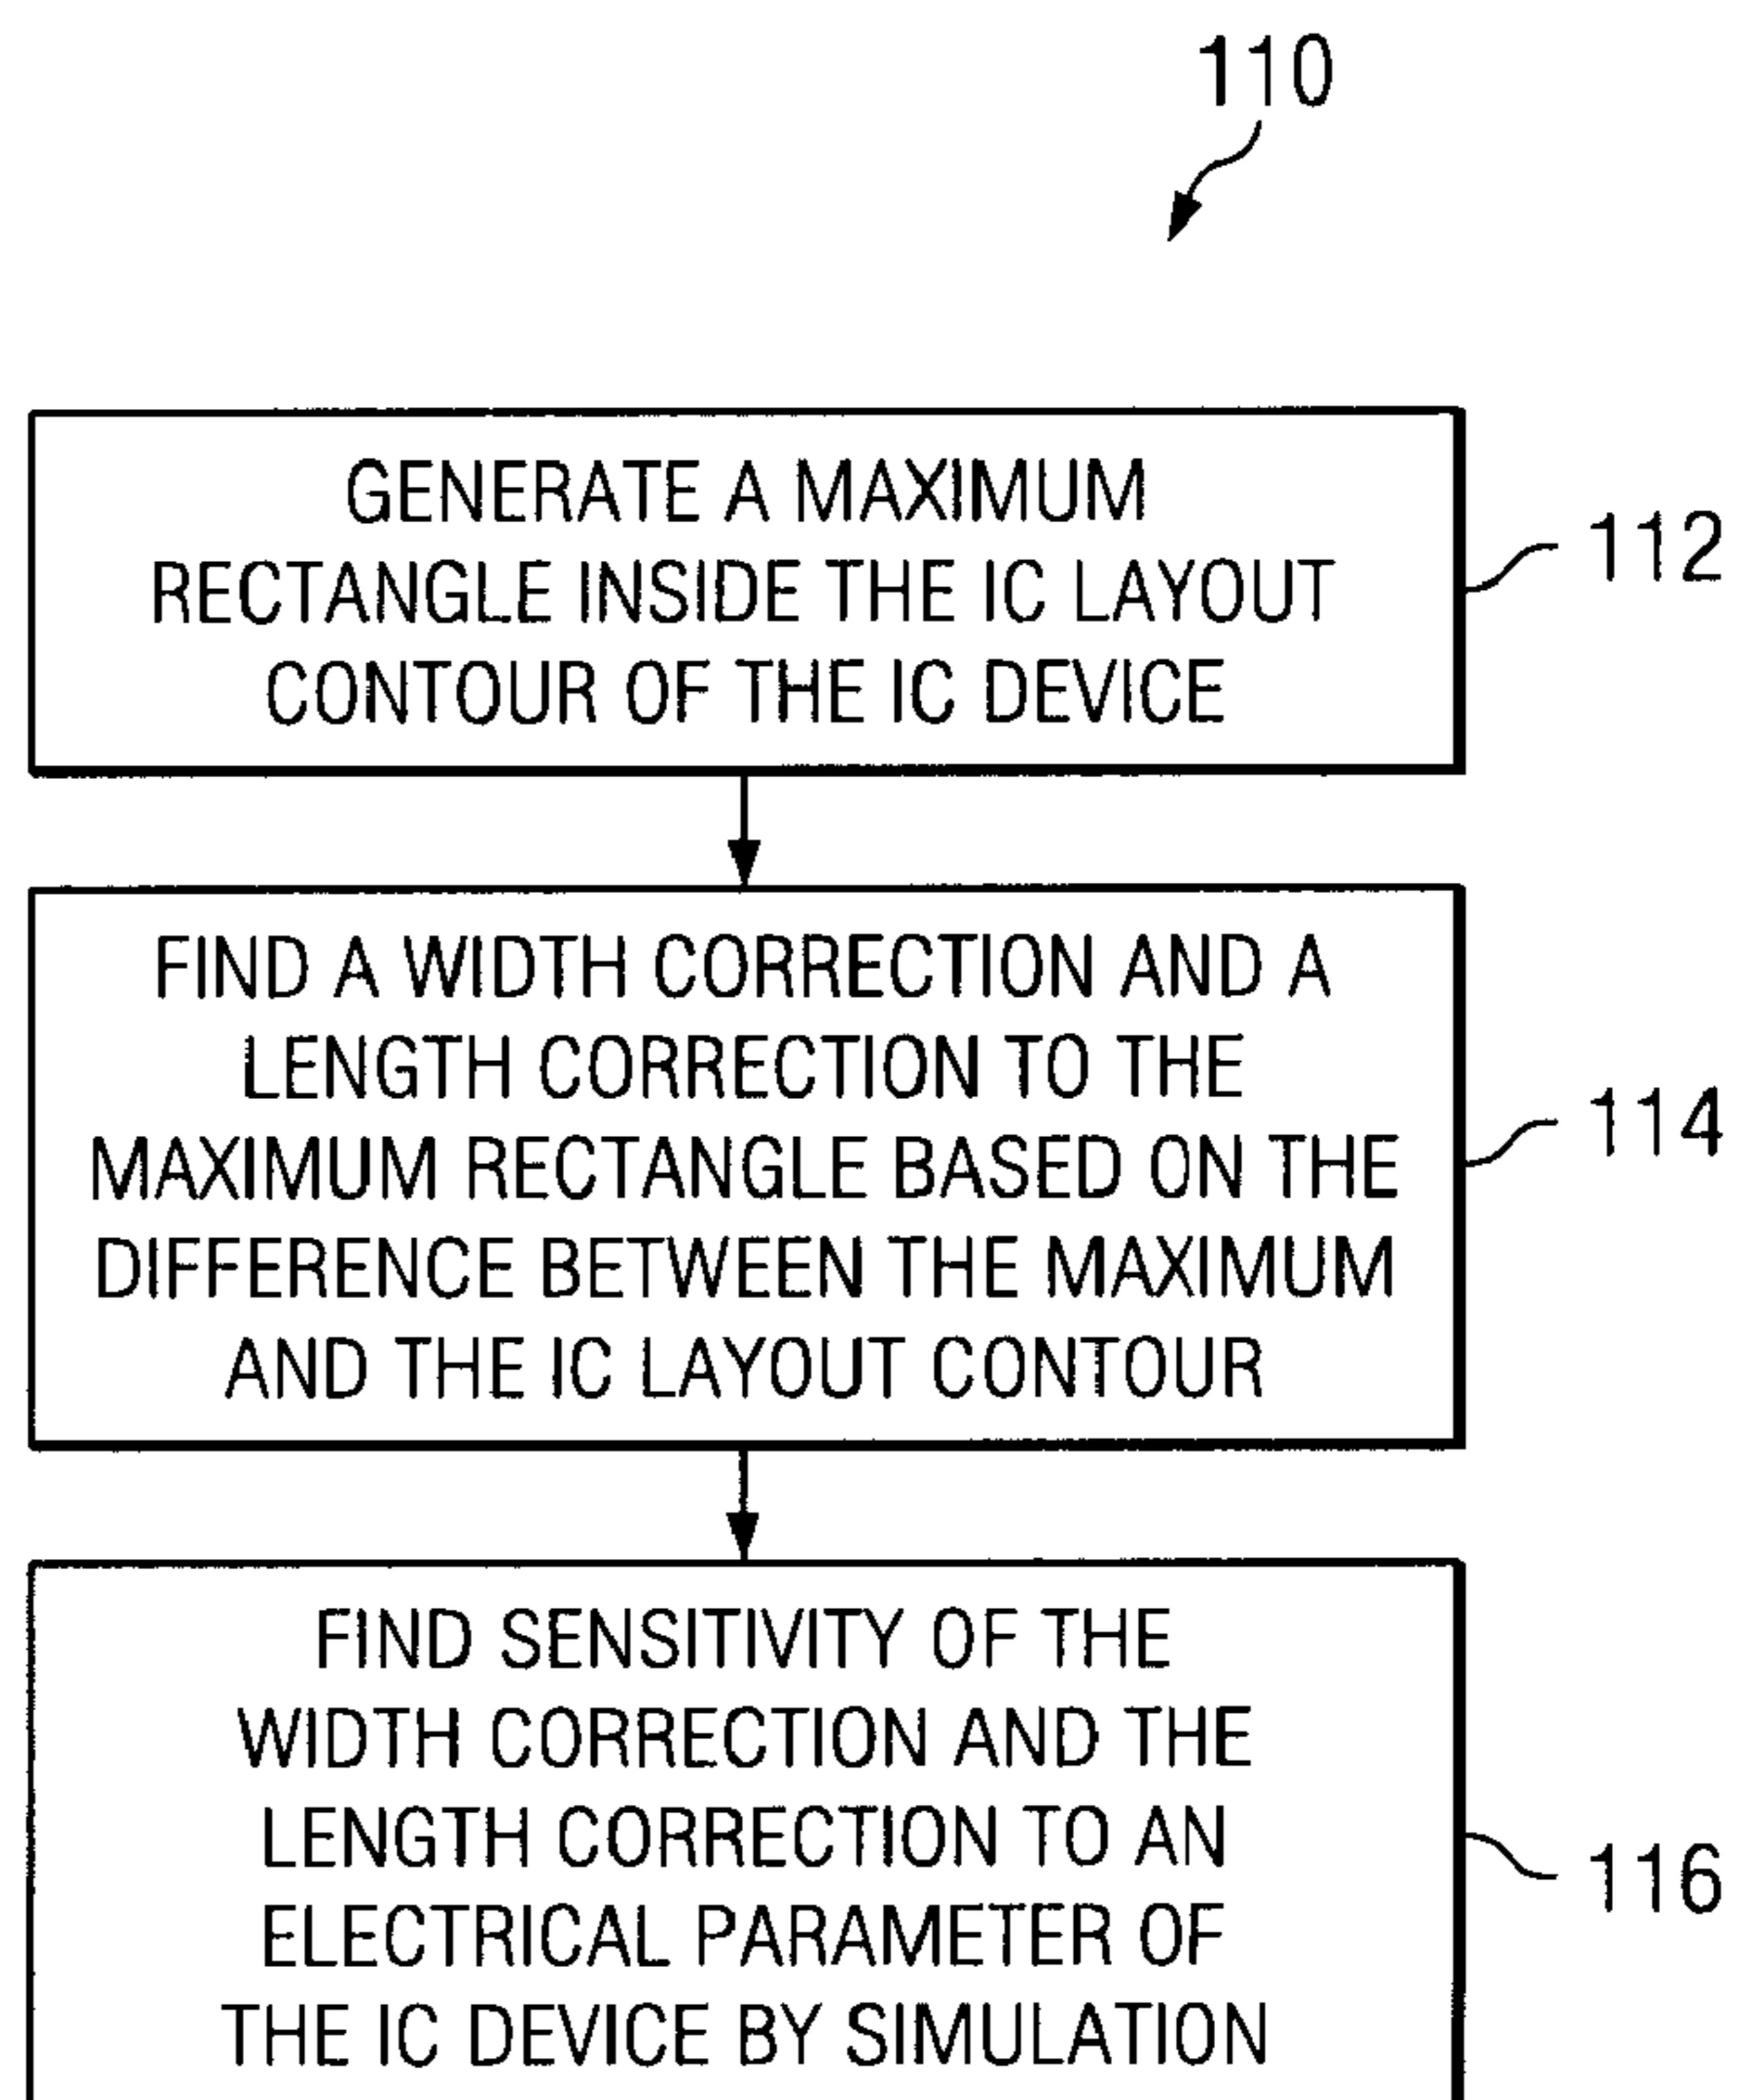 110
GENERATE A MAXIMUM
RECTANGLE INSIDE THE IC LAYOUT
CONTOUR OF THE IC DEVICE
112
FIND A WIDTH CORRECTION AND A
LENGTH CORRECTION TO THE
MAXIMUM RECTANGLE BASED ON THE
DIFFERENCE BETWEEN THE MAXIMUM
AND THE IC LAYOUT CONTOUR
114
FIND SENSITIVITY OF THE
WIDTH CORRECTION AND THE
LENGTH CORRECTION TO AN
ELECTRICAL PARAMETER OF
THE IC DEVICE BY SIMULATION
116